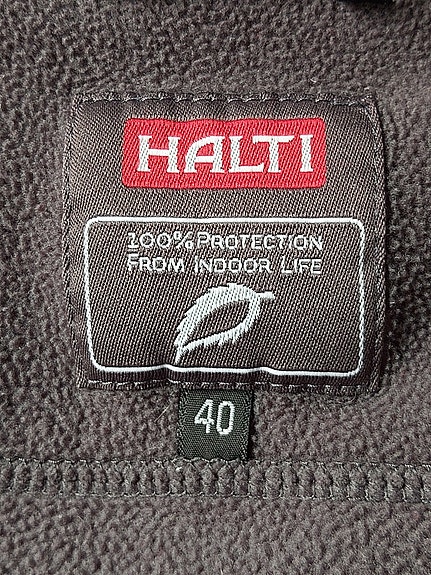 HALTI
100% PROTECTION
FROM INDOOR LIFE
40